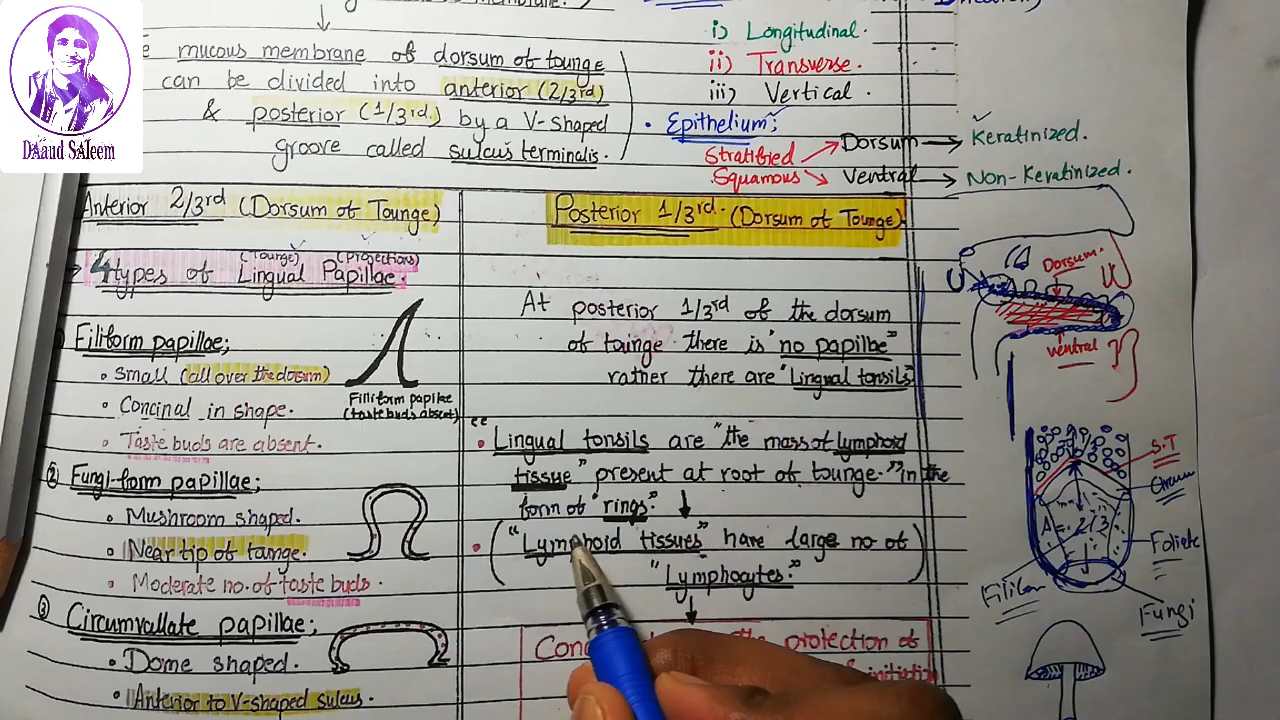 DAaud SAleem
mucous membrane of dorsum of tounge
can be divided into anterior (2/3rd)
& posterior (1/3rd.) by a V-shaped
groove called sulcus terminalis.
i) Longitudinal.
ii) Transverse.
iii) Vertical.
• Epithelium;
Stratified Squamous
Dorsum → Keratinized.
Ventral → Non-Keratinized.
Anterior 2/3rd (Dorsum of Tounge)
4 types of Lingual Papillae.
(Tounge) (Projections)
Filiform papillae;
• Small (all over the dorsum)
• Concinal in shape.
• Taste buds are absent.
Filliform papillae
(taste buds absent)
② Fungi-form papillae;
• Mushroom shaped.
• Near tip of tounge.
• Moderate no. of taste buds.
③ Circumvallate papillae;
• Dome shaped.
• Anterior to V-shaped sulcus.
Posterior 1/3rd. (Dorsum of Tounge)
At posterior 1/3rd of the dorsum
of tounge there is "no papillae"
rather there are "Lingual tonsils"
• Lingual tonsils are "the mass of lymphoid
tissue" present at root of tounge." in the
form of "rings".
• ("Lymphoid tissues" have large no of
"Lymphocytes.")
the protection of
Dorsum.
ventral
S.T
A = 2/3
Foliate
Fungi